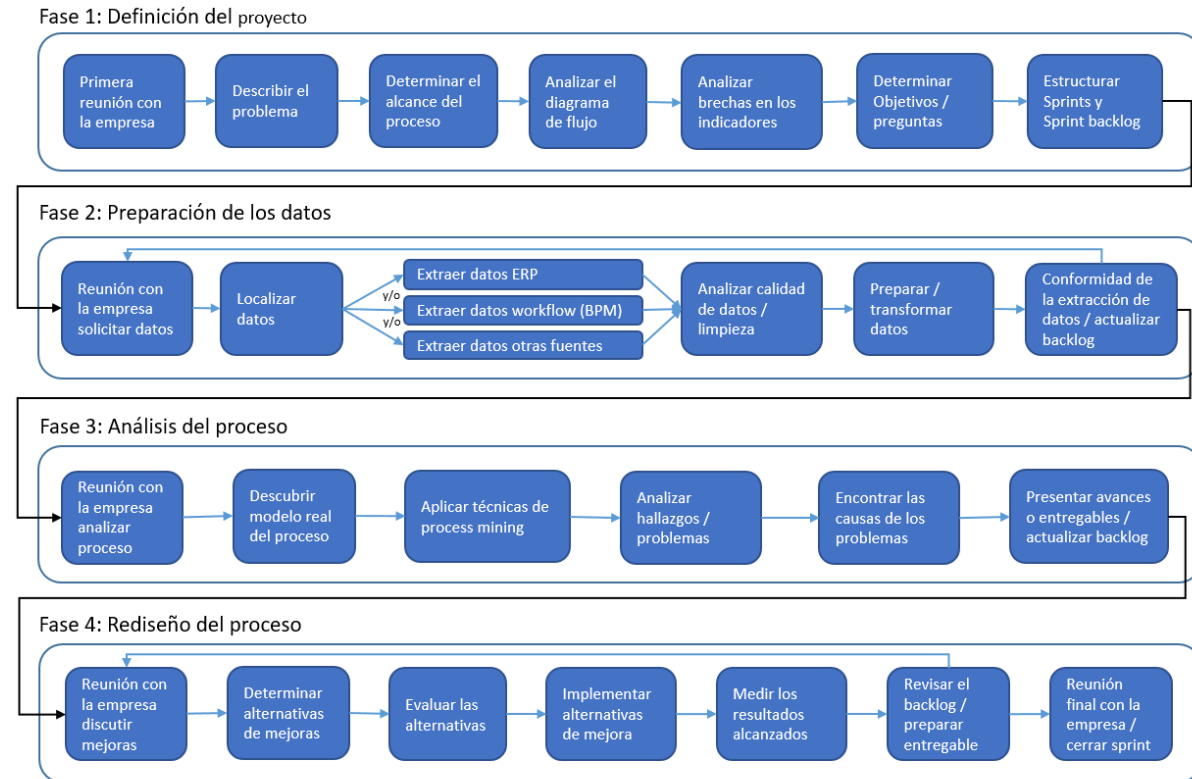 Fase 1: Definición del proyecto
Primera
reunión con
la empresa
Describir el
problema
Determinar el
alcance del
proceso
Analizar el
diagrama
de flujo
Analizar
brechas en los
indicadores
Determinar
Objetivos /
preguntas
Estructurar
Sprints y
Sprint backlog
Fase 2: Preparación de los datos
Reunión con
la empresa
solicitar datos
Localizar
datos
y/o
y/o
Extraer datos ERP
Extraer datos workflow (BPM)
Extraer datos otras fuentes
Analizar calidad
de datos /
limpieza
Preparar /
transformar
datos
Conformidad de
la extracción de
datos / actualizar
backlog
Fase 3: Análisis del proceso
Reunión con
la empresa
analizar
proceso
Descubrir
modelo real
del proceso
Aplicar técnicas de
process mining
Analizar
hallazgos /
problemas
Encontrar las
causas de los
problemas
Presentar avances
o entregables /
actualizar backlog
Fase 4: Rediseño del proceso
Reunión con
la empresa
discutir
mejoras
Determinar
alternativas
de mejoras
Evaluar las
alternativas
Implementar
alternativas
de mejora
Medir los
resultados
alcanzados
Revisar el
backlog /
preparar
entregable
Reunión
final con la
empresa /
cerrar sprint